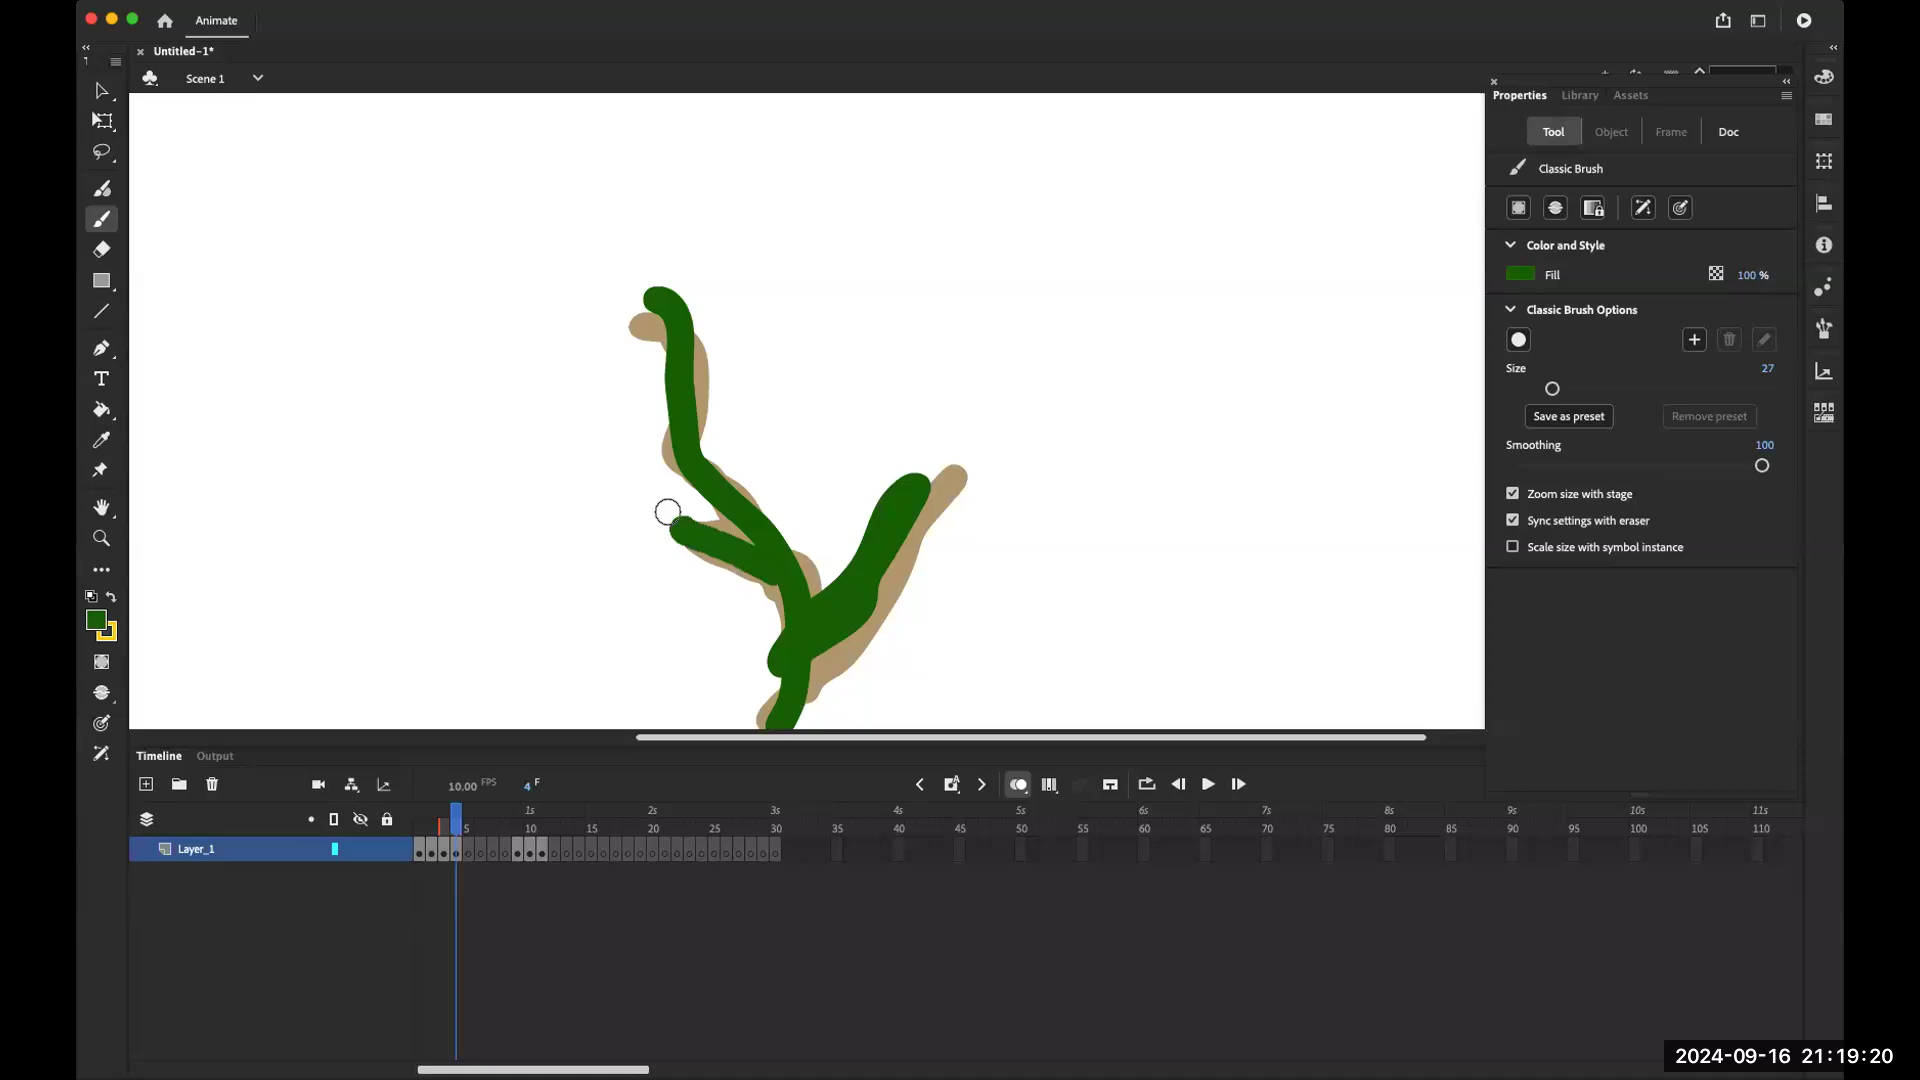 Animate
Untitled-1*
Scene 1
Properties Library Assets
Tool Object Frame Doc
Classic Brush
Color and Style
Fill 100 %
Classic Brush Options
Size 27
Save as preset Remove preset
Smoothing 100
Zoom size with stage
Sync settings with eraser
Scale size with symbol instance
Timeline Output
10.00 FPS 4 F
1s 2s 3s 4s 5s 6s 7s 8s 9s 10s 11s
5 10 15 20 25 30 35 40 45 50 55 60 65 70 75 80 85 90 95 100 105 110
Layer_1
2024-09-16 21:19:20